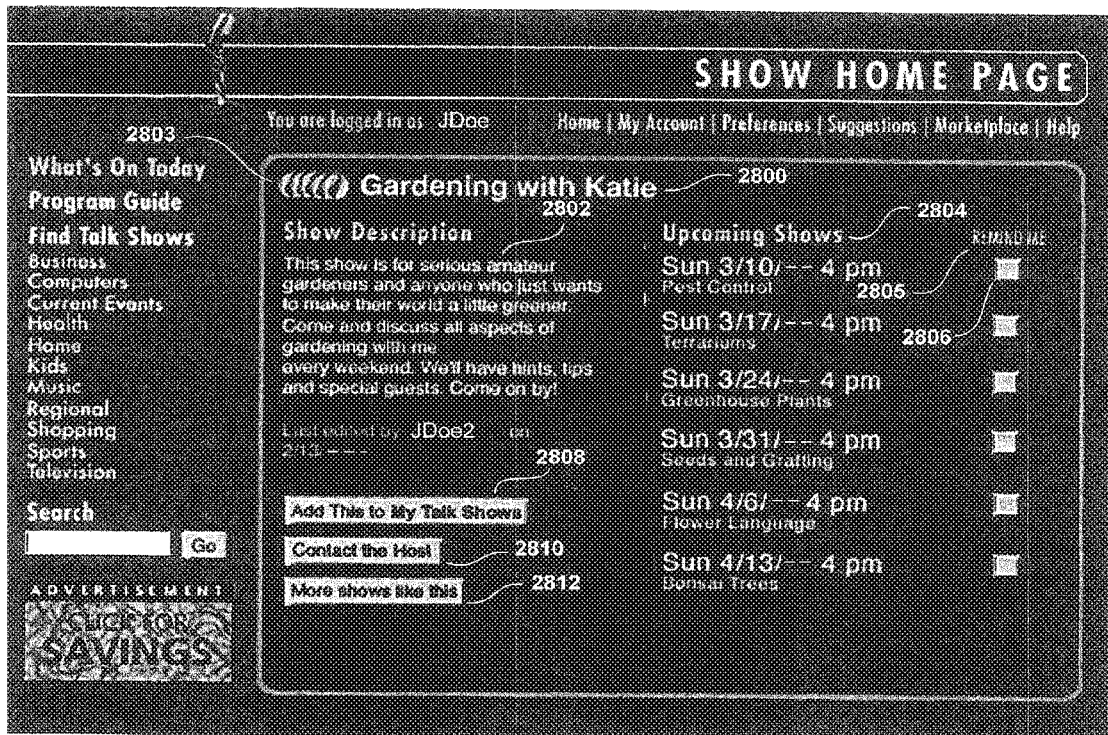 SHOW HOME PAGE
You are logged in as JDoe
Home | My Account | Preferences | Suggestions | Marketplace | Help
2803
What's On Today
Program Guide
Find Talk Shows
Business
Computers
Current Events
Health
Home
Kids
Music
Regional
Shopping
Sports
Television
Search
Go
ADVERTISEMENT
CLICK FOR
SAVINGS
Gardening with Katie
2800
2802
Show Description
This show is for serious amateur
gardeners and anyone who just wants
to make their world a little greener.
Come and discuss all aspects of
gardening with me
every weekend. We'll have hints, tips
and special guests. Come on by!
Last edited by JDoe2 on
2/13 - - -
2808
Add This to My Talk Shows
Contact the Host
2810
More shows like this
2812
2804
Upcoming Shows
REMIND ME
Sun 3/10/-- 4 pm
Pest Control
2805
2806
Sun 3/17/-- 4 pm
Terrariums
Sun 3/24/-- 4 pm
Greenhouse Plants
Sun 3/31/-- 4 pm
Seeds and Grafting
Sun 4/6/-- 4 pm
Flower Language
Sun 4/13/-- 4 pm
Bonsai Trees